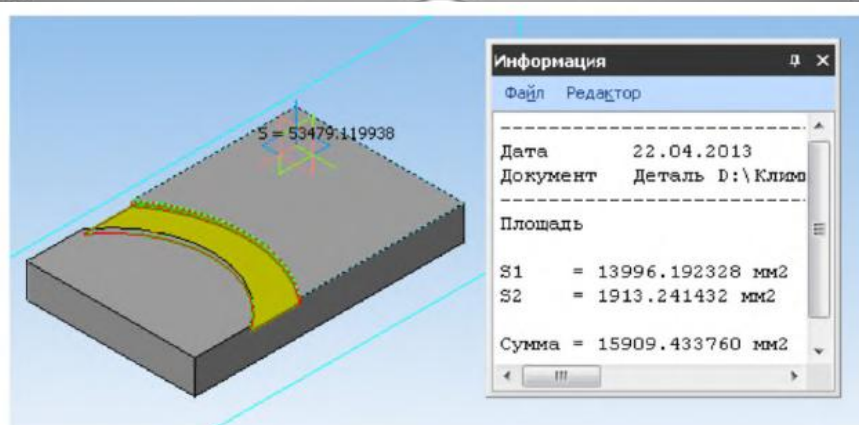 S = 53479.119938
Информация
Файл Редактор
Дата 22.04.2013
Документ Деталь D:\Клим
Площадь
S1 = 13996.192328 мм2
S2 = 1913.241432 мм2
Сумма = 15909.433760 мм2